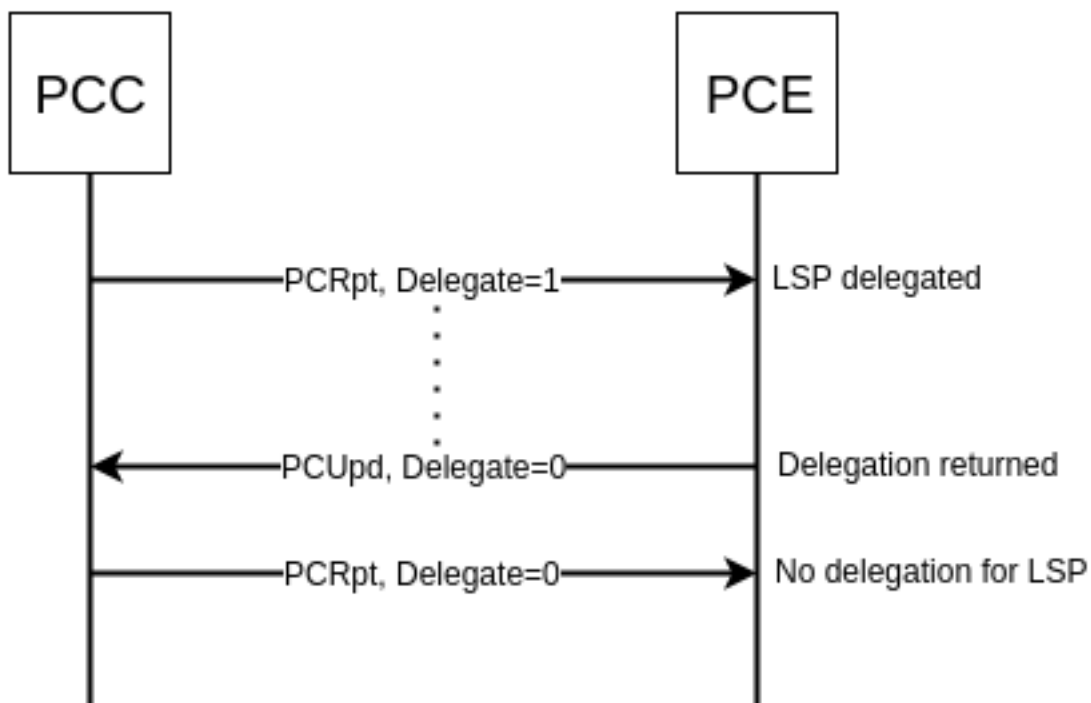 PCC
PCE
PCRpt, Delegate=1
LSP delegated
PCUpd, Delegate=0
Delegation returned
PCRpt, Delegate=0
No delegation for LSP